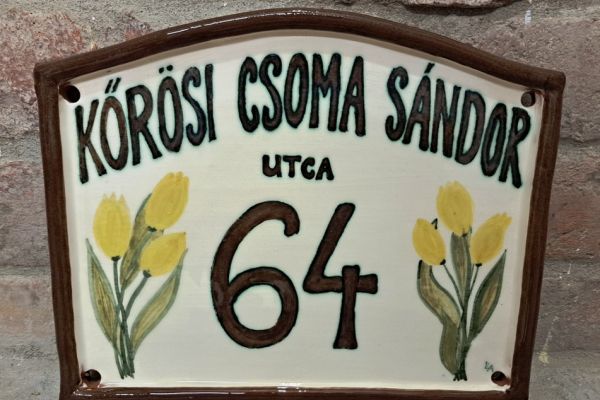 KŐRÖSI CSOMA SÁNDOR
UTCA
64